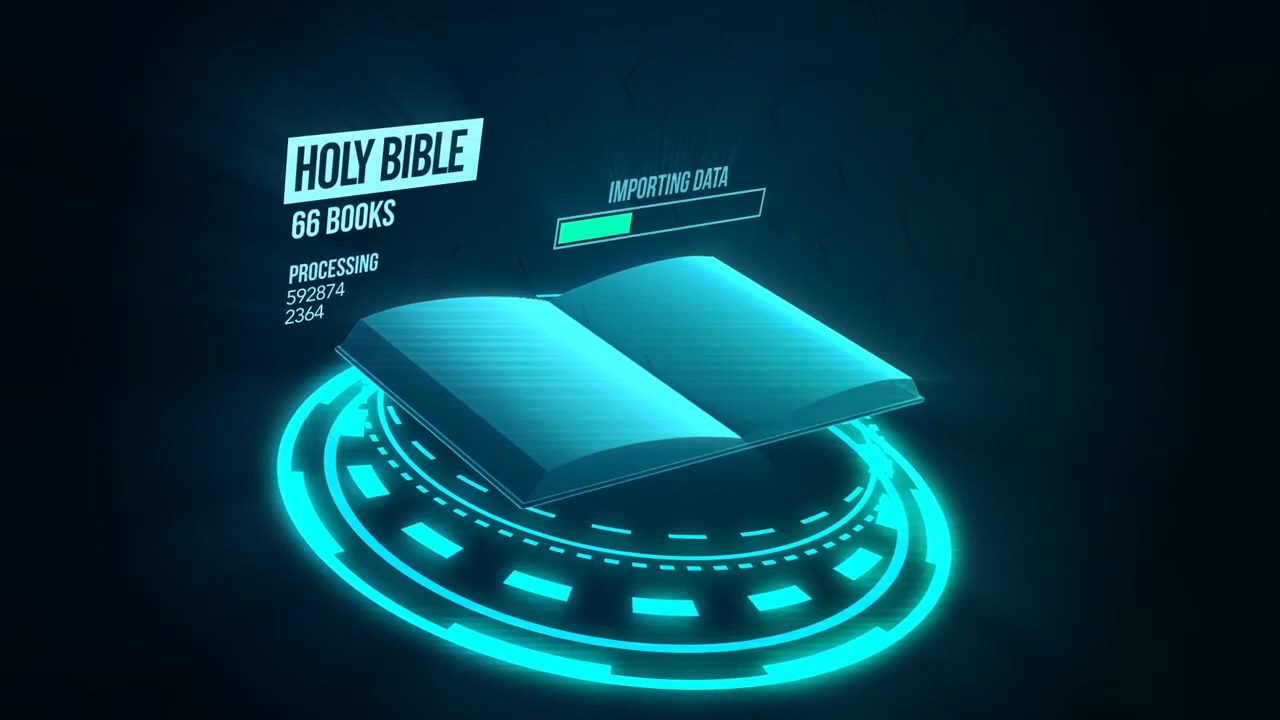 HOLY BIBLE
66 BOOKS
PROCESSING
592874
2364
IMPORTING DATA